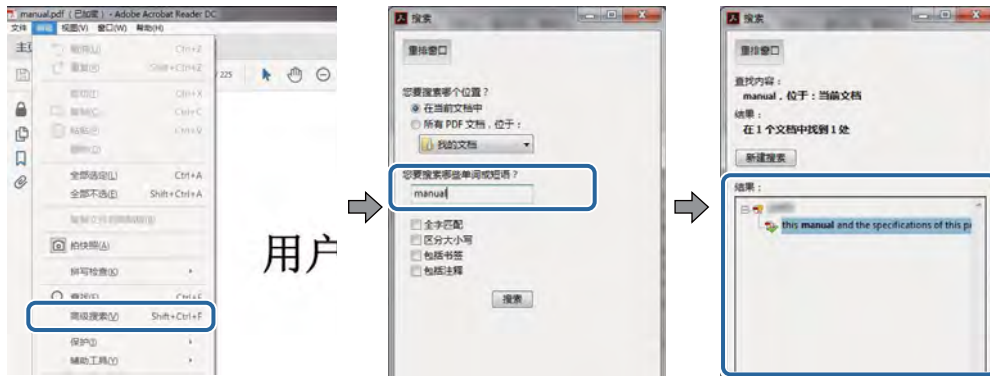 manual.pdf （已加密） - Adobe Acrobat Reader DC
文件 编辑 视图(V) 窗口(W) 帮助(H)
主页
重做(Z) Shift+Ctrl+Z
/ 225
剪切(T) Ctrl+X
复制(C) Ctrl+C
粘贴(P) Ctrl+V
删除(D)
全部选定(L) Ctrl+A
全部不选(E) Shift+Ctrl+A
拍快照(A)
拼写检查(K)
查找(F) Ctrl+F
高级搜索(V) Shift+Ctrl+F
保护(I)
辅助工具(Y)
用户
搜索
重排窗口
您要搜索哪个位置？
在当前文档中
所有 PDF 文档，位于：
我的文档
您要搜索哪些单词或短语？
manual
全字匹配
区分大小写
包括书签
包括注释
搜索
搜索
重排窗口
查找内容：
manual，位于：当前文档
结果：
在 1 个文档中找到 1 处
新建搜索
结果：
this manual and the specifications of this